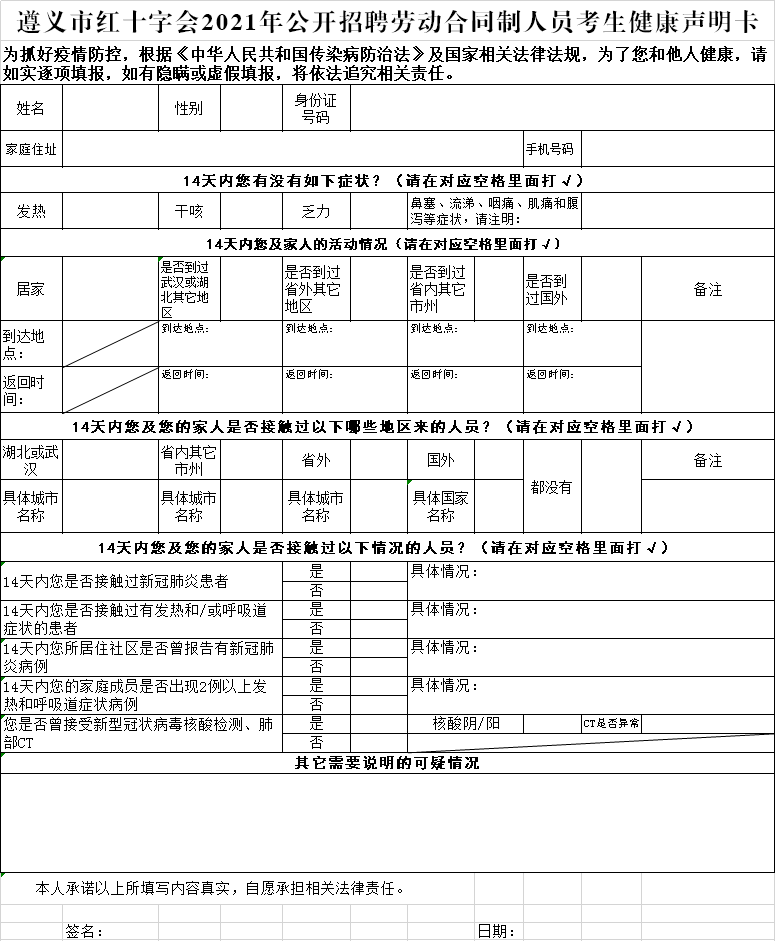 遵义市红十字会2021年公开招聘劳动合同制人员考生健康声明卡
为抓好疫情防控，根据《中华人民共和国传染病防治法》及国家相关法律法规，为了您和他人健康，请
如实逐项填报，如有隐瞒或虚假填报，将依法追究相关责任。
姓名 性别 身份证
号码
家庭住址 手机号码
14天内您有没有如下症状？（请在对应空格里面打√）
发热 干咳 乏力 鼻塞、流涕、咽痛、肌痛和腹
泻等症状，请注明：
14天内您及家人的活动情况（请在对应空格里面打√）
居家
是否到过
武汉或湖
北其它地
区
是否到过
省外其它
地区
是否到过
省内其它
市州
是否到
过国外
备注
到达地
点：
到达地点： 到达地点： 到达地点： 到达地点：
返回时
间：
返回时间： 返回时间： 返回时间： 返回时间：
14天内您及您的家人是否接触过以下哪些地区来的人员？（请在对应空格里面打√）
湖北或武
汉
省内其它
市州
省外 国外 都没有 备注
具体城市
名称
具体城市
名称
具体城市
名称
具体国家
名称
14天内您及您的家人是否接触过以下情况的人员？（请在对应空格里面打√）
14天内您是否接触过新冠肺炎患者 是 具体情况：
否
14天内您是否接触过有发热和/或呼吸道
症状的患者
是 具体情况：
否
14天内您所居住社区是否曾报告有新冠肺
炎病例
是 具体情况：
否
14天内您的家庭成员是否出现2例以上发
热和呼吸道症状病例
是 具体情况：
否
您是否曾接受新型冠状病毒核酸检测、肺
部CT
是 核酸阴/阳 CT是否异常
否
其它需要说明的可疑情况
本人承诺以上所填写内容真实，自愿承担相关法律责任。
签名： 日期：